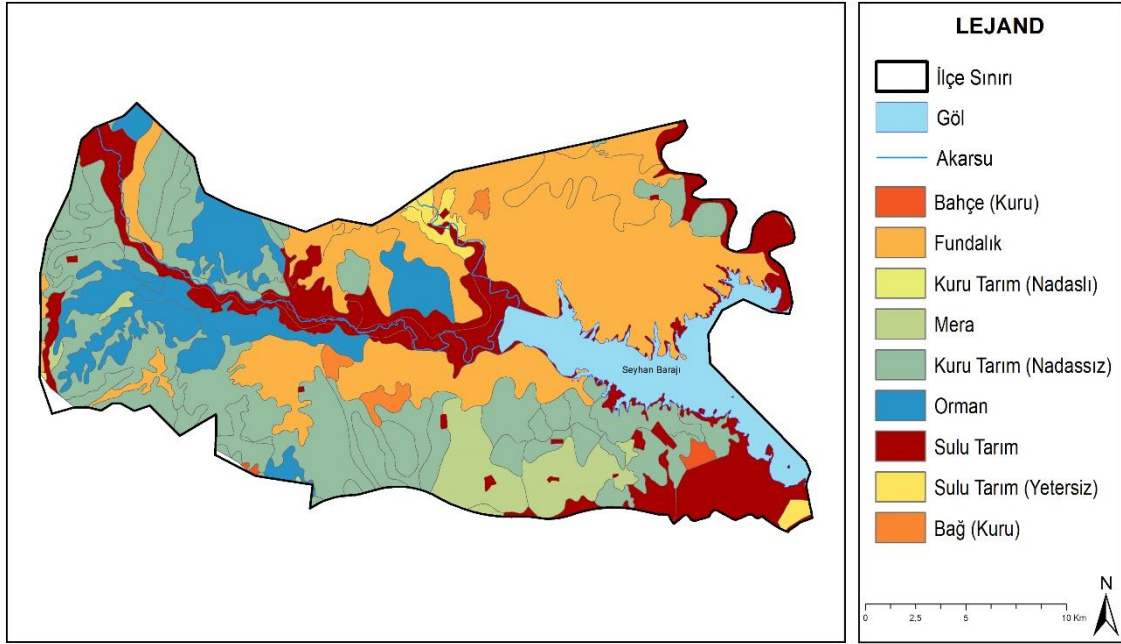 Seyhan Barajı
LEJAND
İlçe Sınırı
Göl
Akarsu
Bahçe (Kuru)
Fundalık
Kuru Tarım (Nadaslı)
Mera
Kuru Tarım (Nadassız)
Orman
Sulu Tarım
Sulu Tarım (Yetersiz)
Bağ (Kuru)
N
0 2,5 5 10 Km